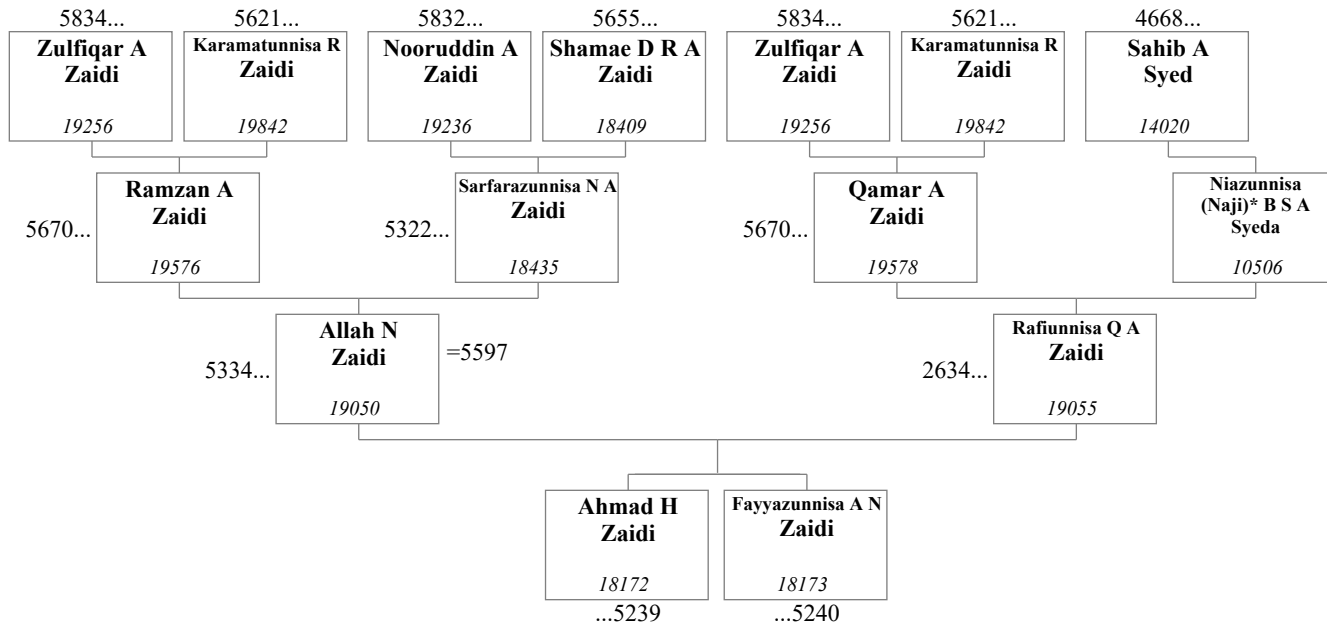 5834...
5621...
5832...
5655...
5834...
5621...
4668...
Zulfiqar A
Zaidi
19256
Karamatunnisa R
Zaidi
19842
Nooruddin A
Zaidi
19236
Shamae D R A
Zaidi
18409
Zulfiqar A
Zaidi
19256
Karamatunnisa R
Zaidi
19842
Sahib A
Syed
14020
5670...
Ramzan A
Zaidi
19576
5322...
Sarfarazunnisa N A
Zaidi
18435
5670...
Qamar A
Zaidi
19578
Niazunnisa
(Naji)* B S A
Syeda
10506
5334...
Allah N
Zaidi
19050
=5597
2634...
Rafiunnisa Q A
Zaidi
19055
Ahmad H
Zaidi
18172
...5239
Fayyazunnisa A N
Zaidi
18173
...5240